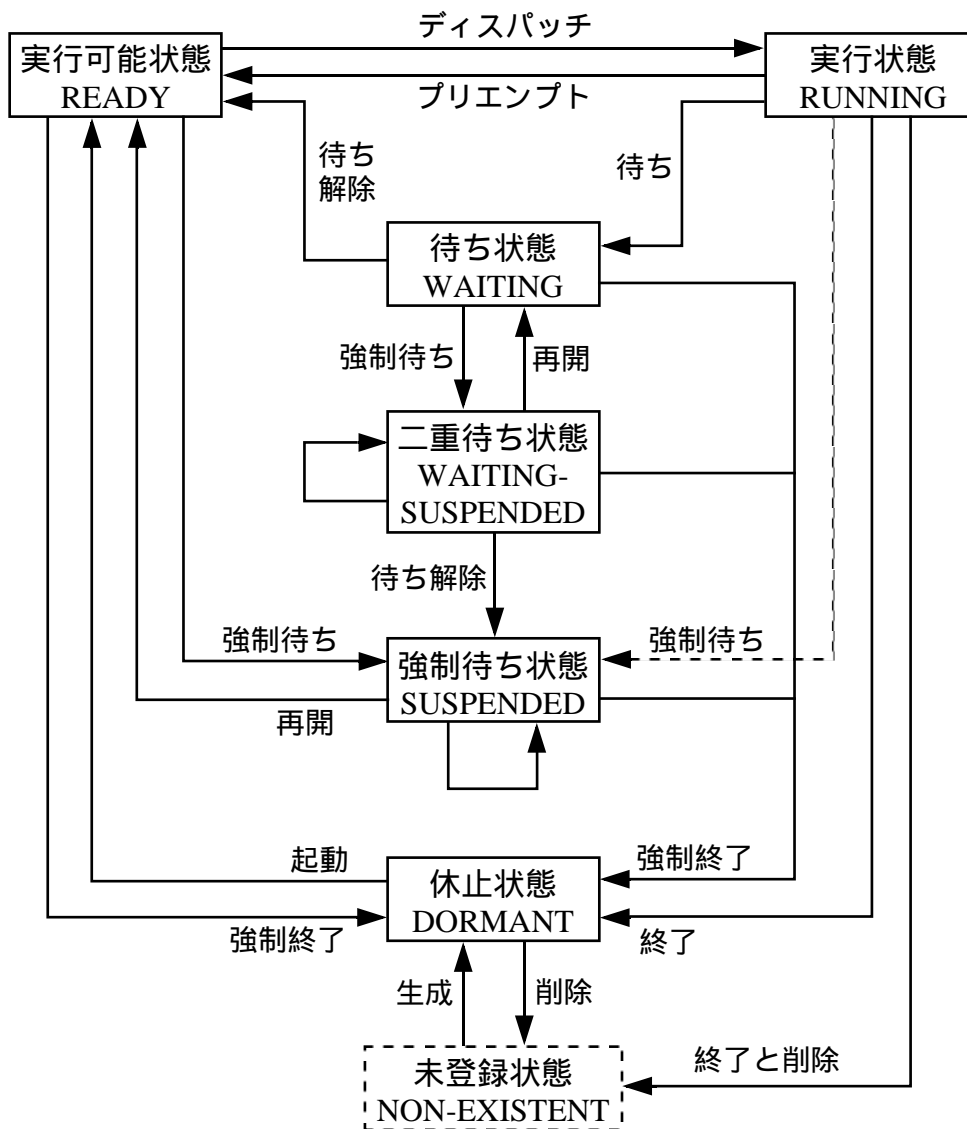 ディスパッチ
実行可能状態
READY
実行状態
RUNNING
プリエンプト
待ち
解除
待ち
待ち状態
WAITING
強制待ち
再開
二重待ち状態
WAITING-
SUSPENDED
待ち解除
強制待ち
強制待ち
強制待ち状態
SUSPENDED
再開
起動
強制終了
休止状態
DORMANT
強制終了
終了
生成
削除
未登録状態
NON-EXISTENT
終了と削除